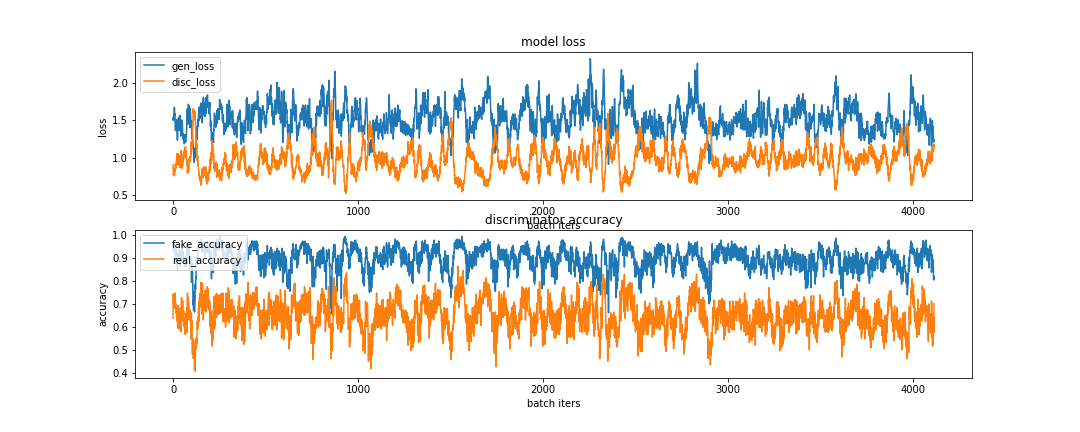 model loss
gen_loss
disc_loss
2.0
1.5
1.0
0.5
loss
0 1000 2000 3000 4000
batch iters
discriminator accuracy
fake_accuracy
real_accuracy
1.0
0.9
0.8
0.7
0.6
0.5
0.4
accuracy
0 1000 2000 3000 4000
batch iters